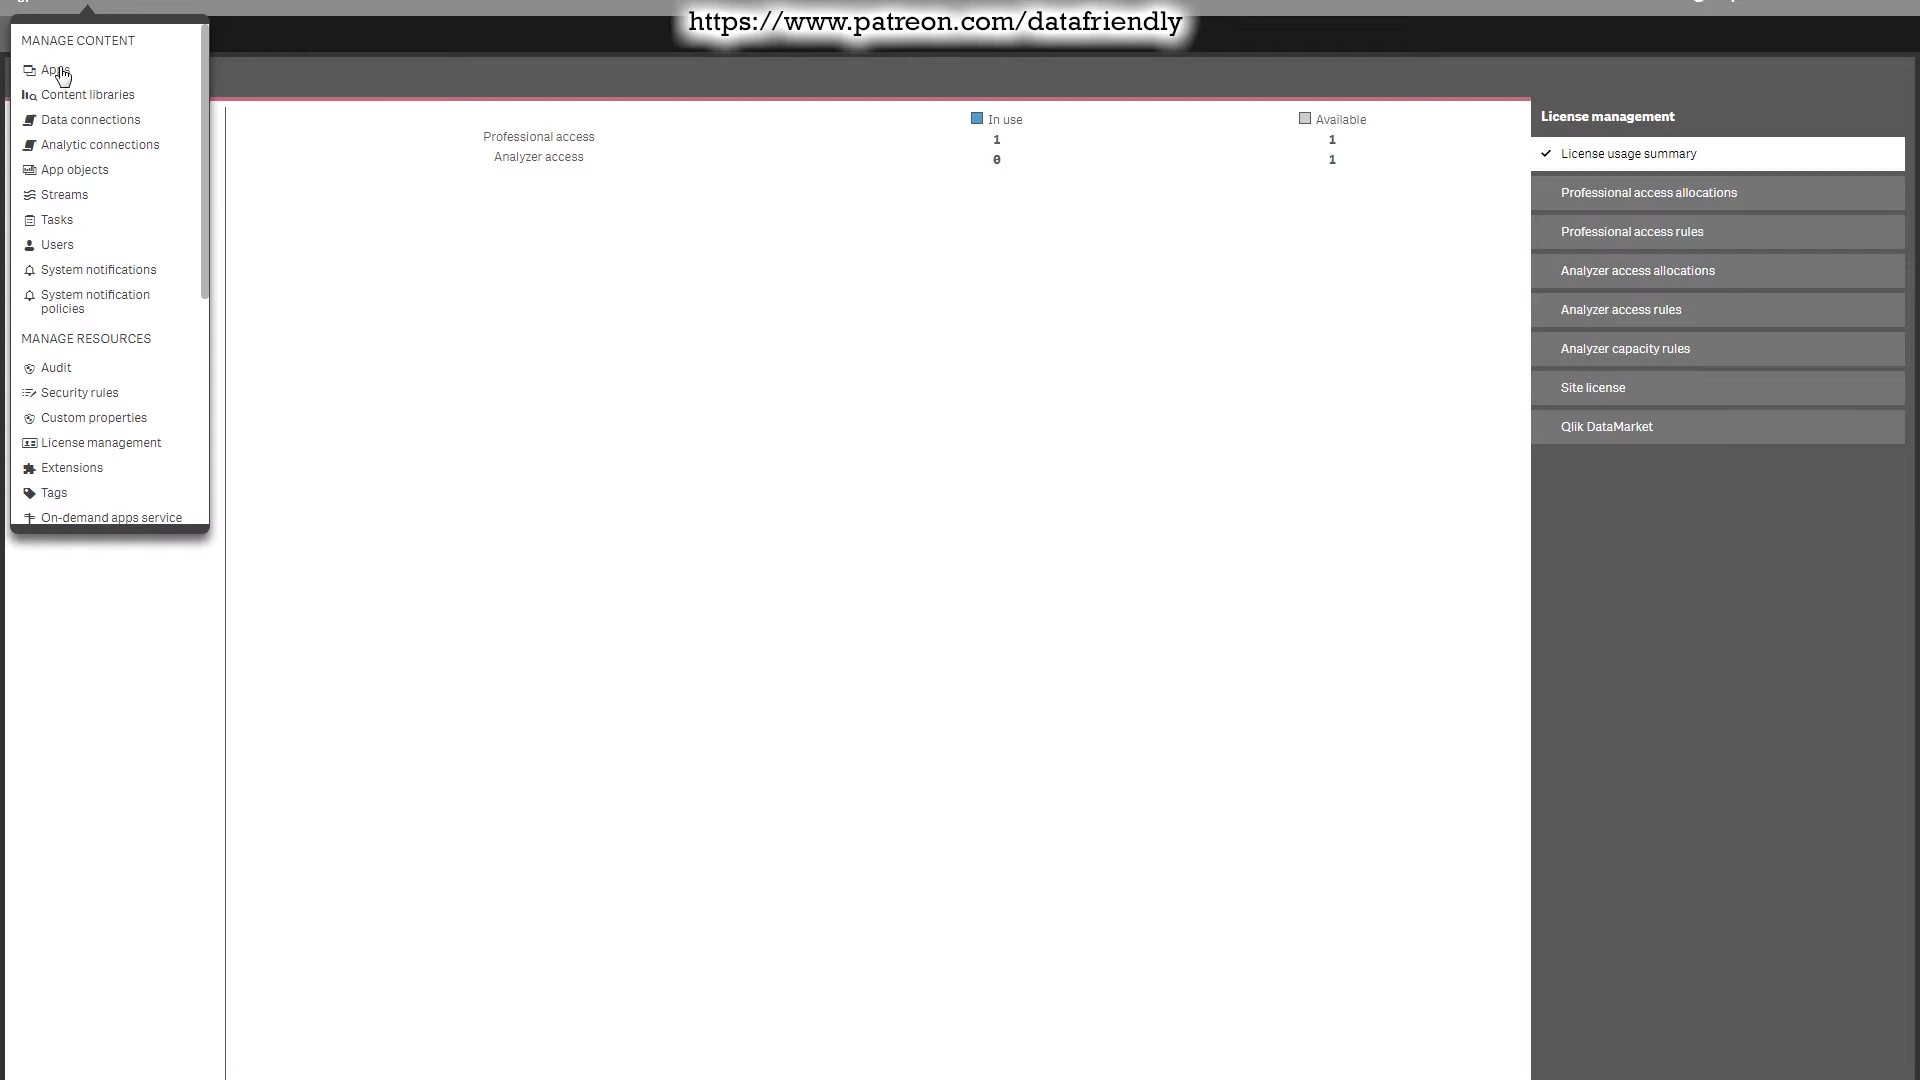 https://www.patreon.com/datafriendly
MANAGE CONTENT
Apps
Content libraries
Data connections
Analytic connections
App objects
Streams
Tasks
Users
System notifications
System notification
policies
MANAGE RESOURCES
Audit
Security rules
Custom properties
License management
Extensions
Tags
On-demand apps service
In use
Available
Professional access
1
1
Analyzer access
0
1
License management
License usage summary
Professional access allocations
Professional access rules
Analyzer access allocations
Analyzer access rules
Analyzer capacity rules
Site license
Qlik DataMarket